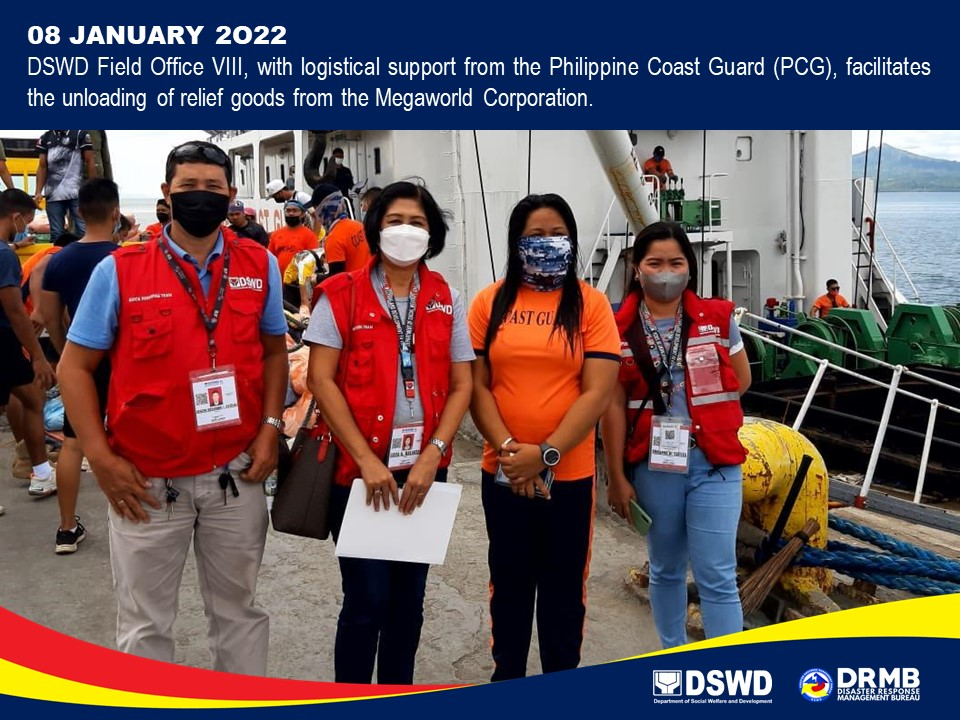 08 JANUARY 2022
DSWD Field Office VIII, with logistical support from the Philippine Coast Guard (PCG), facilitates
the unloading of relief goods from the Megaworld Corporation.
DSWD
COAST GUARD
DSWD
Department of Social Welfare and Development
DRMB
DISASTER RESPONSE
MANAGEMENT BUREAU